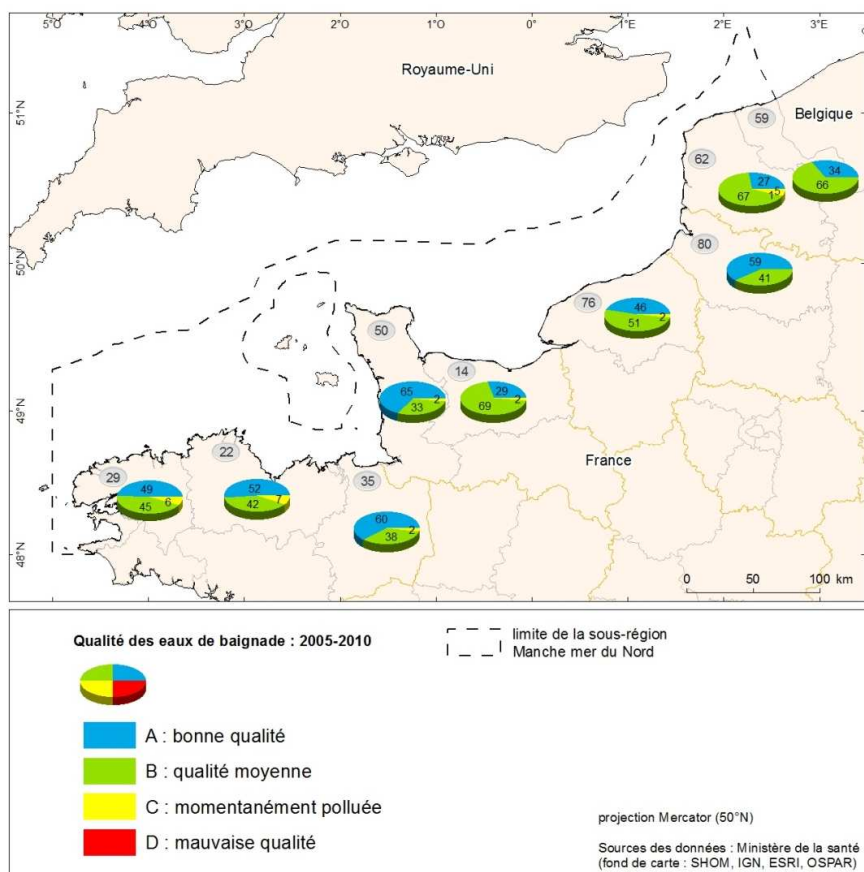 5°O 4°O 3°O 2°O 1°O 0° 1°E 2°E 3°E
51°N
50°N
49°N
48°N
Royaume-Uni
Belgique
France
59
62
34
66
27
67
1 5
80
59
41
76
46
51
2
50
65
33
2
14
29
69
2
22
52
42
7
29
49
45
6
35
60
38
2
0 50 100 km
Qualité des eaux de baignade : 2005-2010
limite de la sous-région
Manche mer du Nord
A : bonne qualité
B : qualité moyenne
C : momentanément polluée
D : mauvaise qualité
projection Mercator (50°N)
Sources des données : Ministère de la santé
(fond de carte : SHOM, IGN, ESRI, OSPAR)